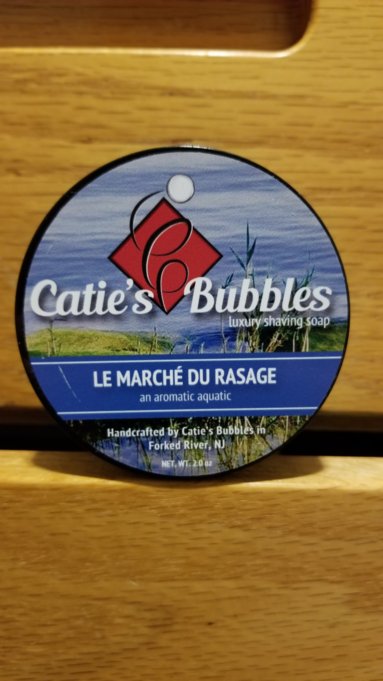 Catie's Bubbles
luxury shaving soap
LE MARCHÉ DU RASAGE
an aromatic aquatic
Handcrafted by Catie's Bubbles in
Forked River, NJ
NET. WT. 2.0 oz